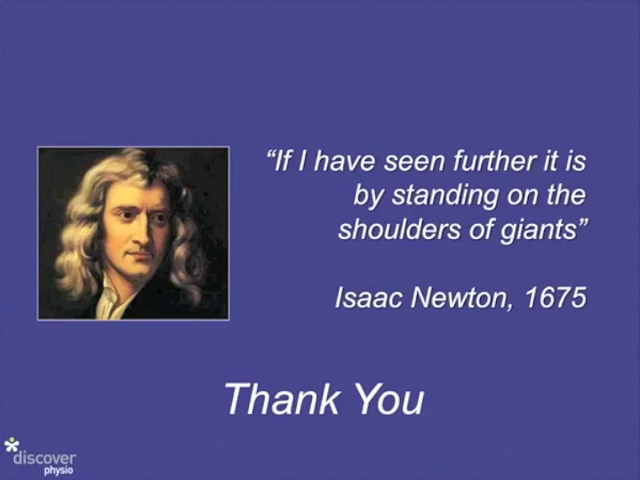 “If I have seen further it is
by standing on the
shoulders of giants”
Isaac Newton, 1675
Thank You
discover
physio